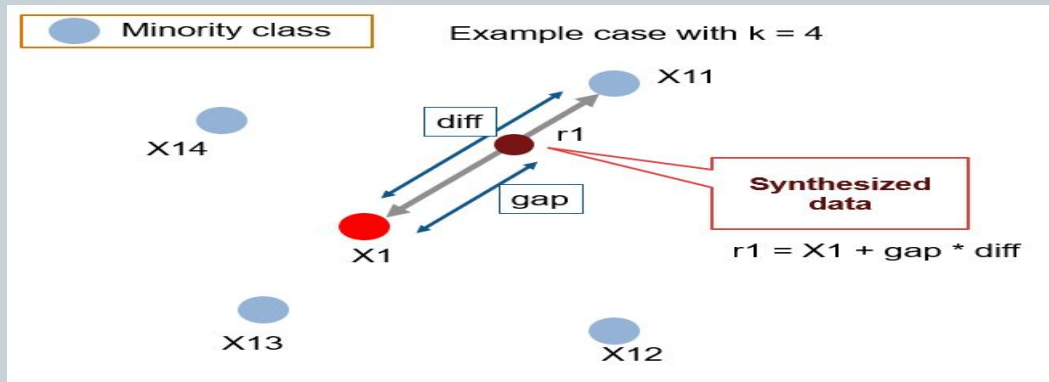 Minority class
Example case with k = 4
X11
diff
r1
X14
gap
Synthesized
data
X1
r1 = X1 + gap * diff
X13
X12